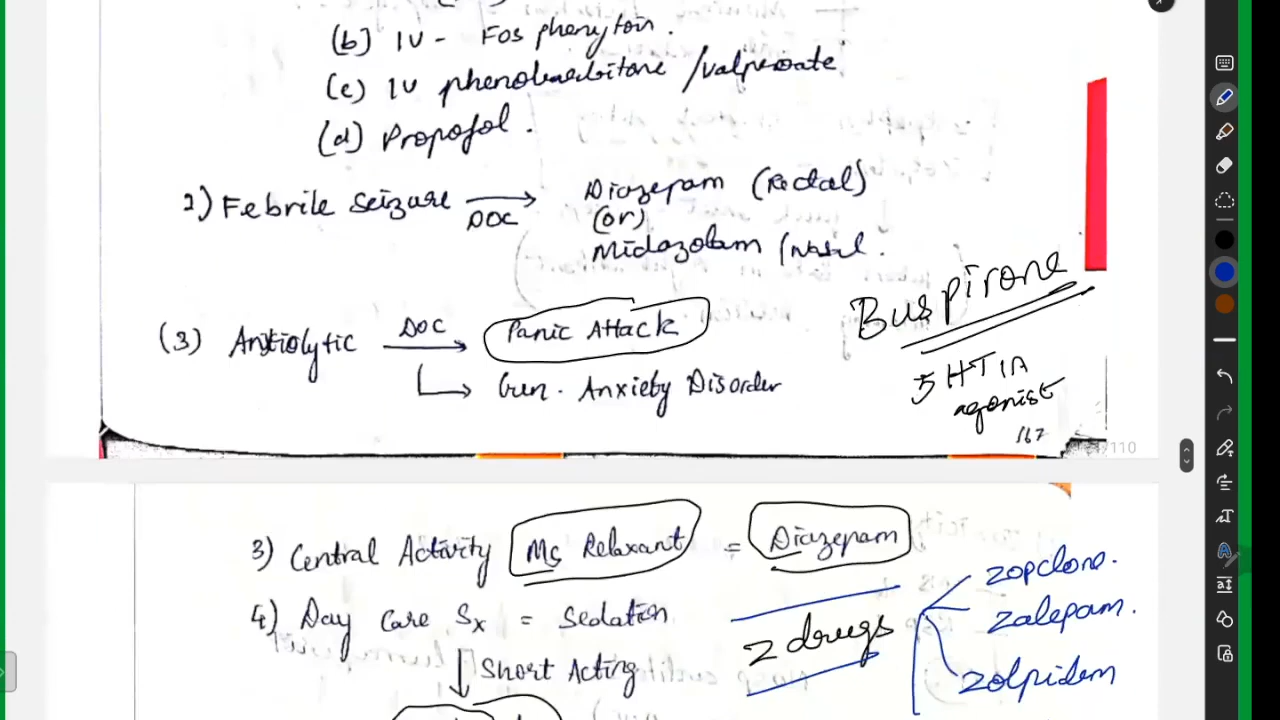 (b) IV - Fos phenytoin.
(c) IV phenobarbitone / valproate
(d) Propofol.
2) Febrile Seizure DOC Diazepam (Rectal)
(or)
Midazolam (Nasal.
Buspirone
5HT1A
agonist
167
(3) Anxiolytic DOC Panic Attack
Gen. Anxiety Disorder
/110
3) Central Activity Ms Relaxant = Diazepam
4) Day Care Sx = Sedation
Short Acting
Z drugs
zopclone.
zalepam.
zolpidem